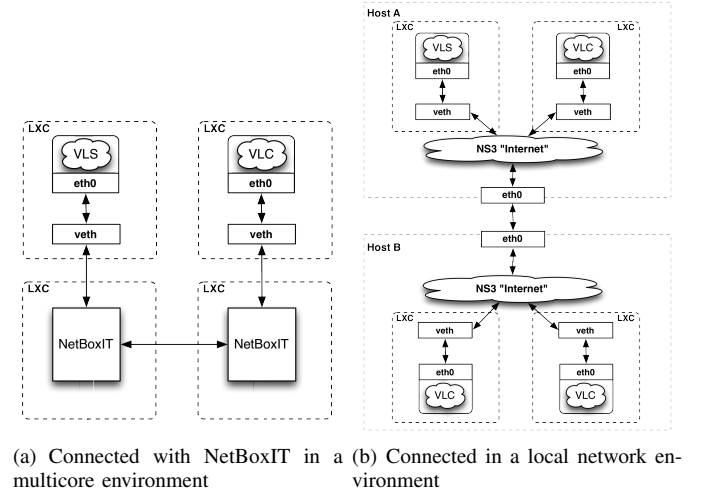 Host A
LXC
LXC
VLS
VLC
eth0
eth0
veth
veth
NS3 "Internet"
eth0
eth0
Host B
NS3 "Internet"
LXC
LXC
veth
veth
eth0
eth0
VLC
VLC
LXC
LXC
VLS
VLC
eth0
eth0
veth
veth
LXC
LXC
NetBoxIT
NetBoxIT
(a) Connected with NetBoxIT in a
multicore environment
(b) Connected in a local network en-
vironment